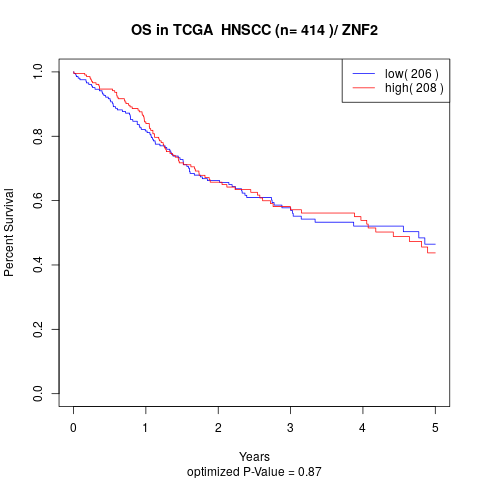 OS in TCGA HNSCC (n= 414 )/ ZNF2
low( 206 )
high( 208 )
Percent Survival
1.0
0.8
0.6
0.4
0.2
0.0
0 1 2 3 4 5
Years
optimized P-Value = 0.87